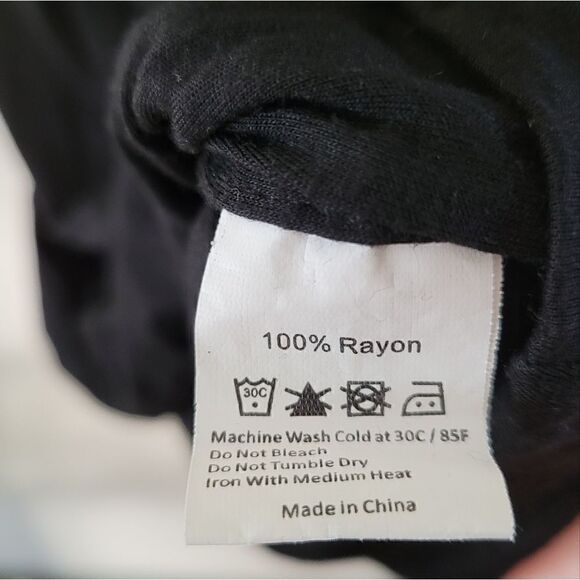 100% Rayon
30C
Machine Wash Cold at 30C / 85F
Do Not Bleach
Do Not Tumble Dry
Iron With Medium Heat
Made in China